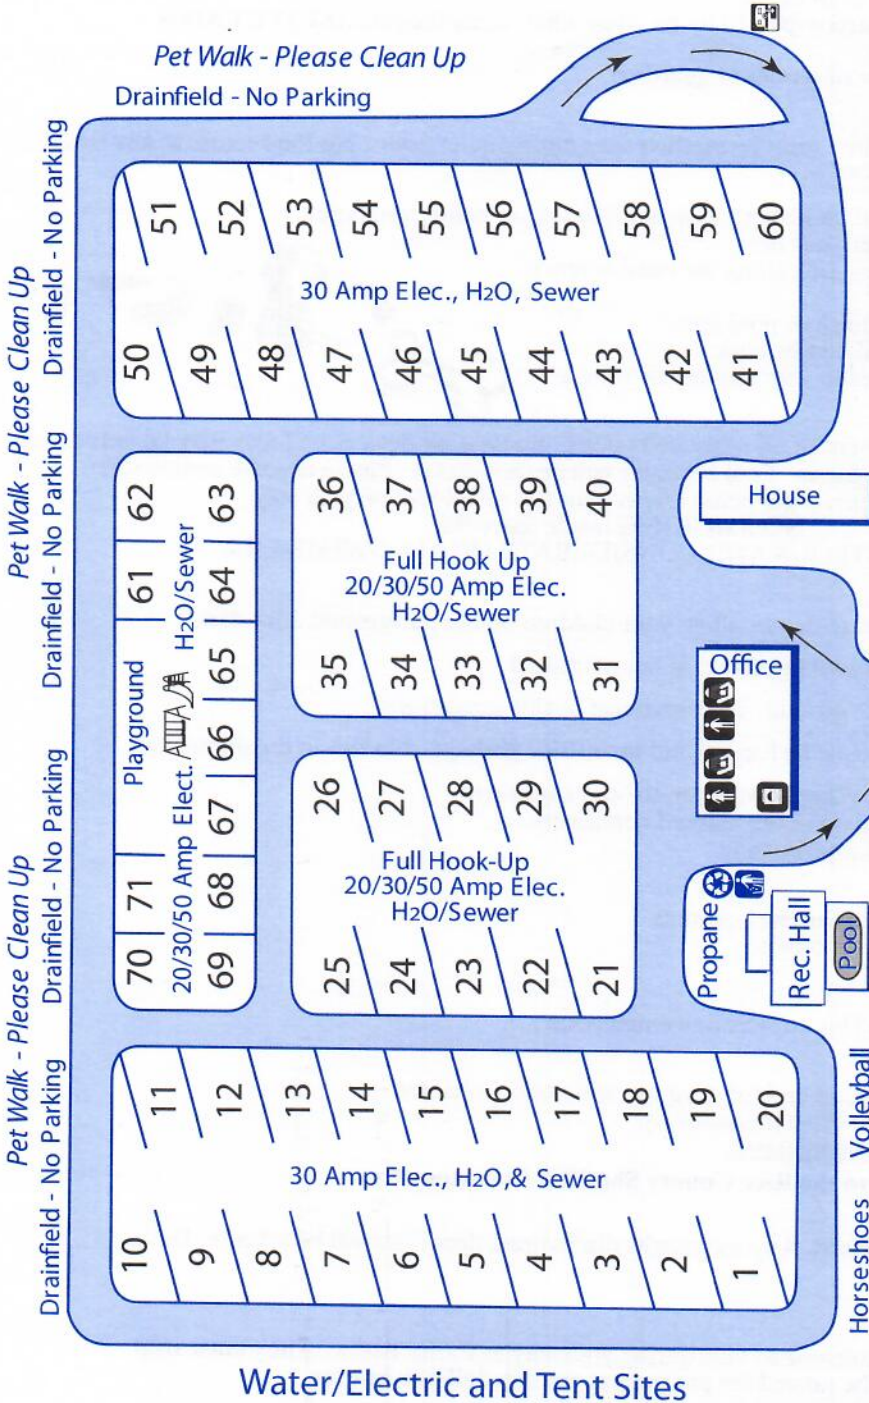 Pet Walk - Please Clean Up
Drainfield - No Parking
Pet Walk - Please Clean Up
Drainfield - No Parking
Drainfield - No Parking
Pet Walk - Please Clean Up
Drainfield - No Parking
Pet Walk - Please Clean Up
Drainfield - No Parking
51
52
53
54
55
56
57
58
59
60
30 Amp Elec., H2O, Sewer
50
49
48
47
46
45
44
43
42
41
62
61
Playground
71
70
20/30/50 Amp Elect.
H2O/Sewer
63
64
65
66
67
68
69
36
37
38
39
40
Full Hook Up
20/30/50 Amp Elec.
H2O/Sewer
35
34
33
32
31
26
27
28
29
30
Full Hook-Up
20/30/50 Amp Elec.
H2O/Sewer
25
24
23
22
21
House
Office
Propane
Rec. Hall
Pool
11
12
13
14
15
16
17
18
19
20
30 Amp Elec., H2O,& Sewer
10
9
8
7
6
5
4
3
2
1
Horseshoes
Volleyball
Water/Electric and Tent Sites